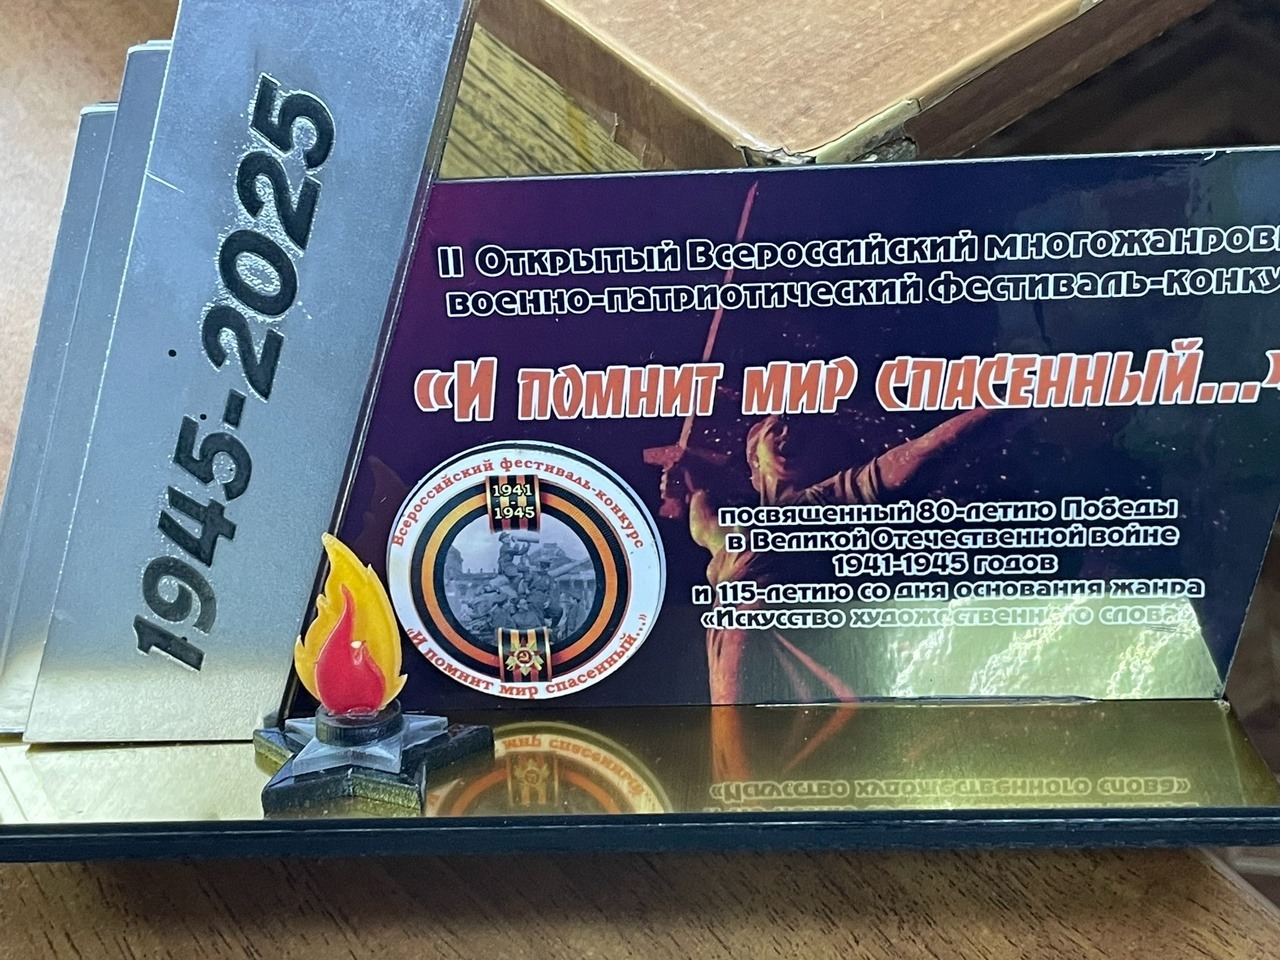 1945-2025
II Открытый Всероссийский многожанров
военно-патриотический фестиваль-конку
«И ПОМНИТ МИР СПАСЕННЫЙ...»
Всероссийский фестиваль-конкурс
1941
-
1945
«И помнит мир спасенный...»
посвященный 80-летию Победы
в Великой Отечественной войне
1941-1945 годов
и 115-летию со дня основания жанра
«Искусство художественного слова»